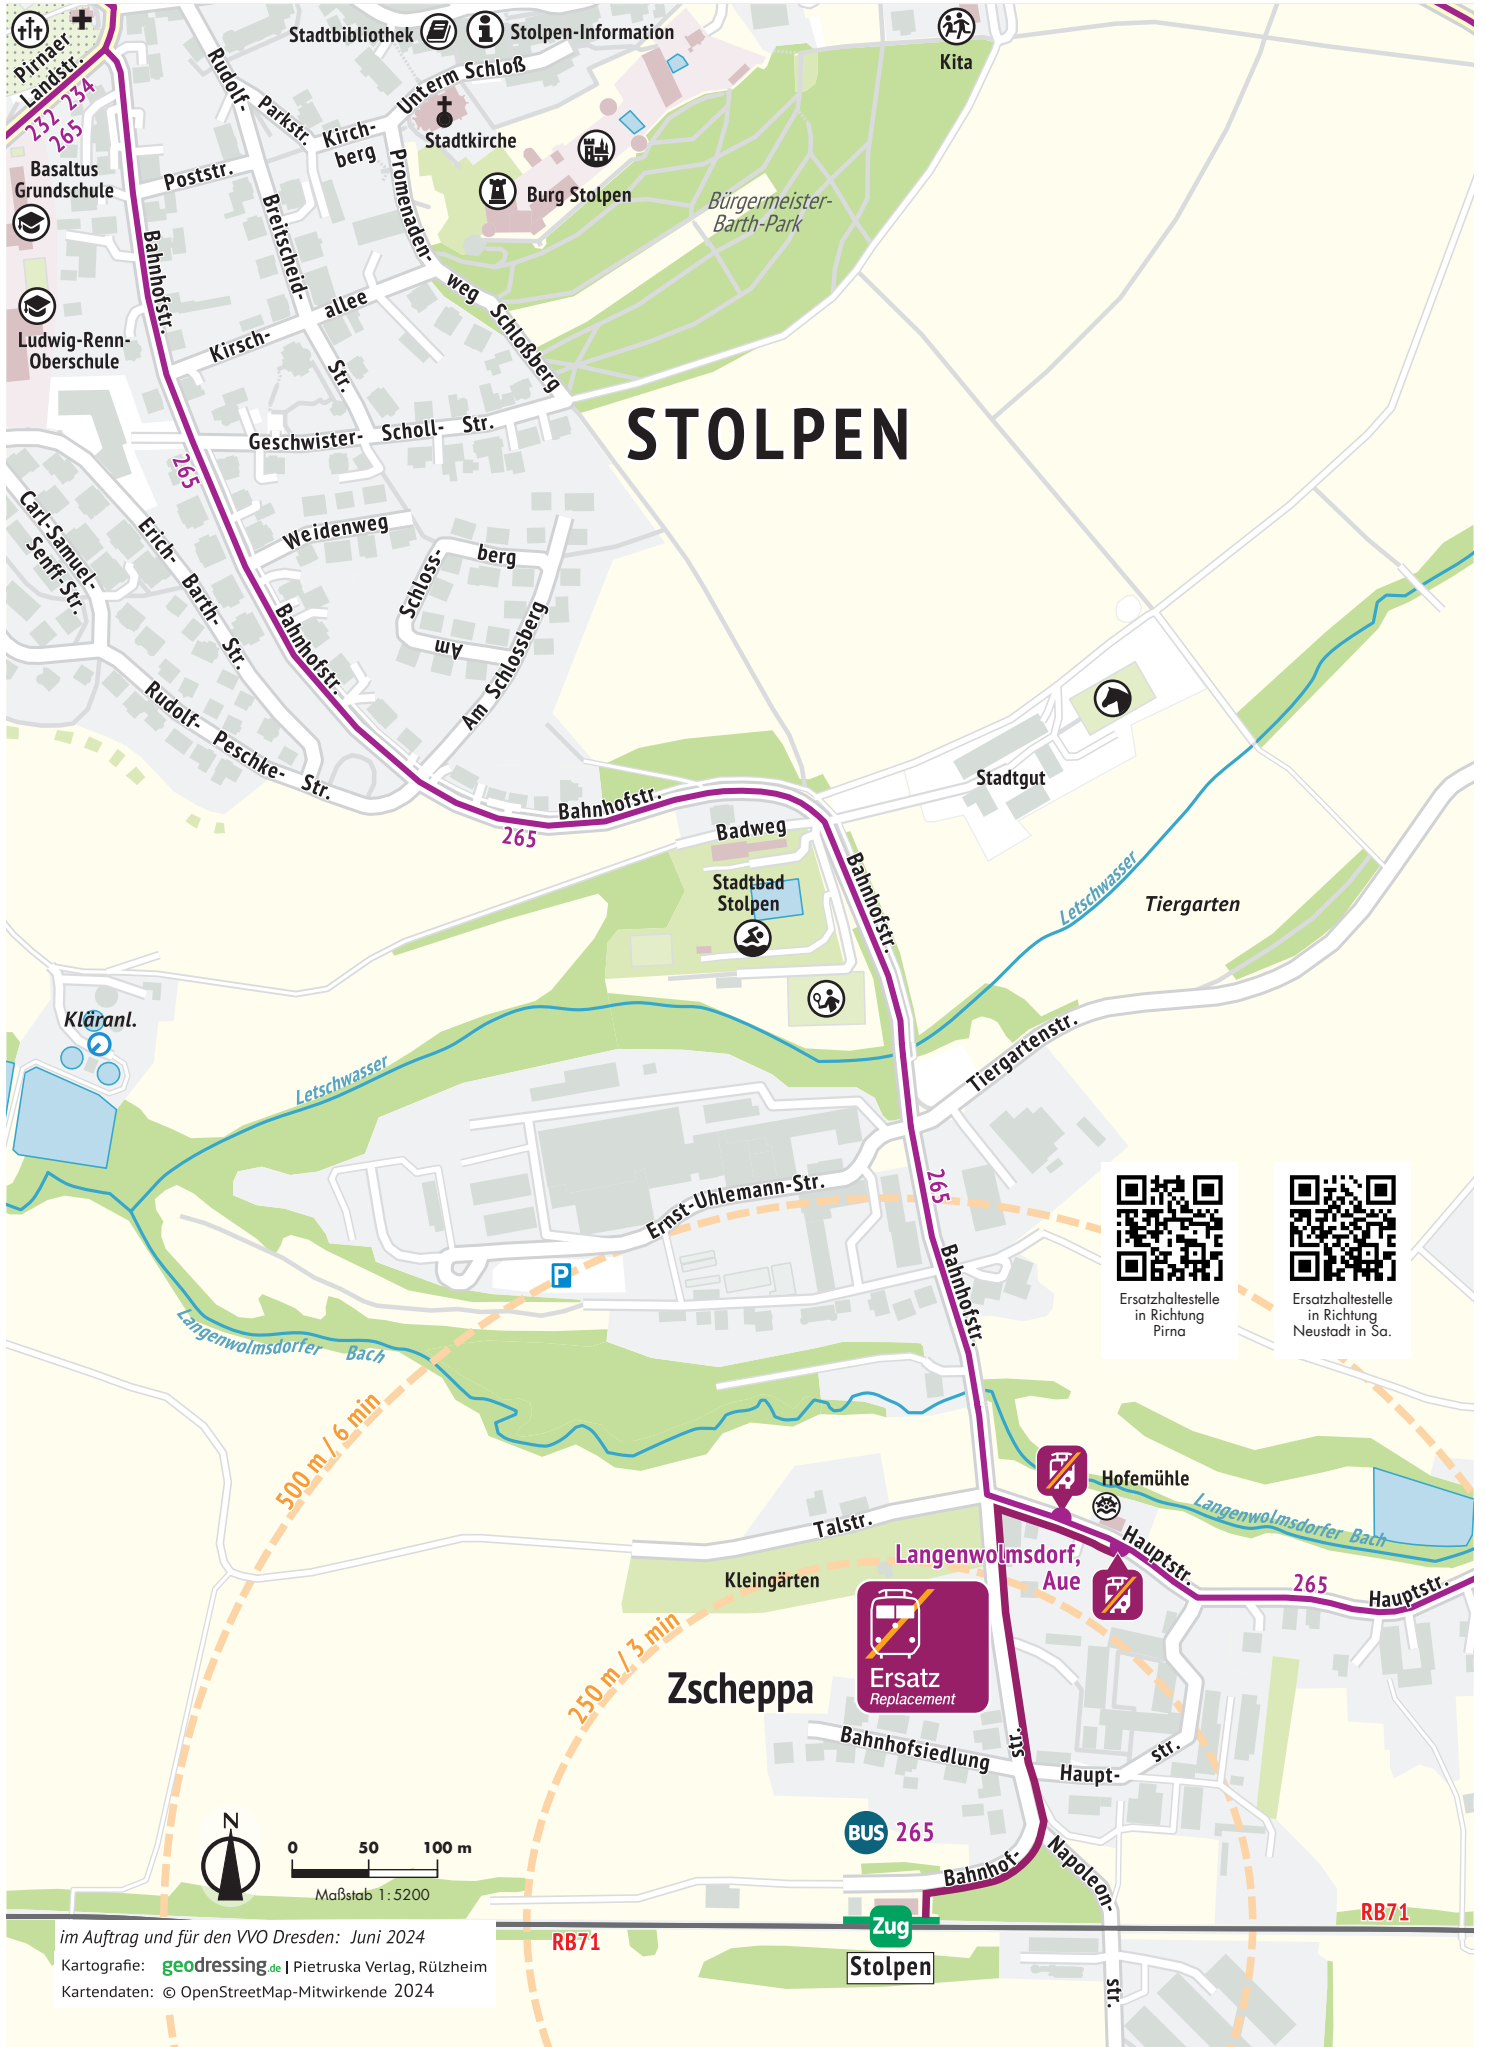 Stadtbibliothek
Stolpen-Information
Pirnaer
Landstr.
232 234
265
Rudolf-
Parkstr.
Kirch-
berg
Unterm Schloß
Stadtkirche
Kita
Basaltus
Grundschule
Poststr.
Breitscheid-
Str.
Promenaden-
weg
Burg Stolpen
Bürgermeister-
Barth-Park
Bahnhofstr.
Ludwig-Renn-
Oberschule
Kirsch-
allee
Schloßberg
STOLPEN
Geschwister- Scholl- Str.
265
Carl-Samuel-
Senff-Str.
Erich- Barth- Str.
Weidenweg
Schloss-
berg
Am
Am Schlossberg
Bahnhofstr.
Rudolf- Peschke- Str.
Bahnhofstr.
265
Badweg
Stadtgut
Stadtbad
Stolpen
Bahnhofstr.
Letschwasser
Tiergarten
Kläranl.
Letschwasser
Tiergartenstr.
Ernst-Uhlemann-Str.
265
P
Bahnhofstr.
Ersatzhaltestelle
in Richtung
Pirna
Ersatzhaltestelle
in Richtung
Neustadt in Sa.
Langenwolmsdorfer Bach
500 m / 6 min
Hofemühle
Langenwolmsdorfer Bach
Talstr.
Hauptstr.
Langenwolmsdorf,
Aue
265
Hauptstr.
Kleingärten
250 m / 3 min
Ersatz
Replacement
Zscheppa
Bahnhofsiedlung
str.
Haupt-
str.
BUS 265
Bahnhof-
Napoleon-
str.
N
0 50 100 m
Maßstab 1:5200
RB71
Zug
Stolpen
RB71
im Auftrag und für den VVO Dresden: Juni 2024
Kartografie: geodressing.de | Pietruska Verlag, Rülzheim
Kartendaten: © OpenStreetMap-Mitwirkende 2024